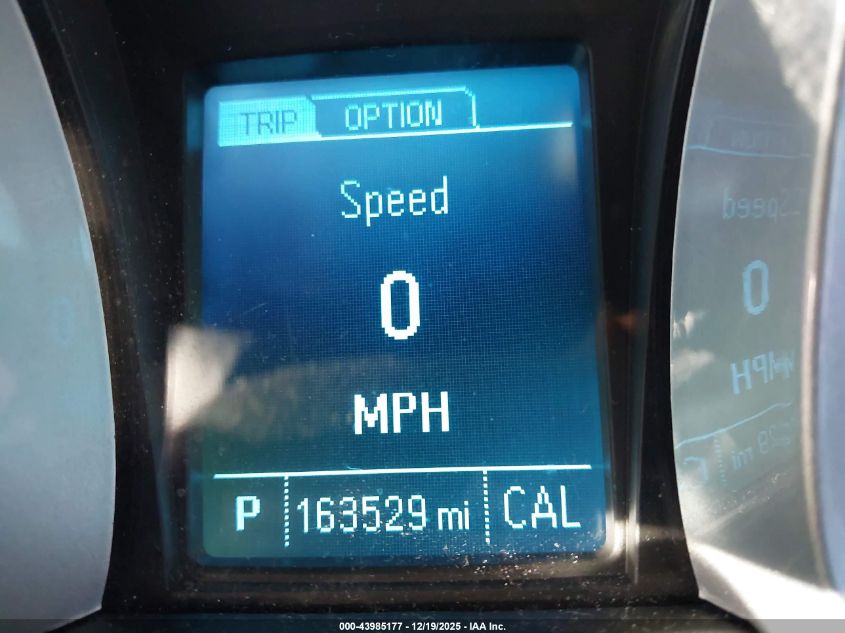 TRIP OPTION
Speed
0
MPH
P 163529 mi CAL
000-43985177 - 12/19/2025 - IAA Inc.